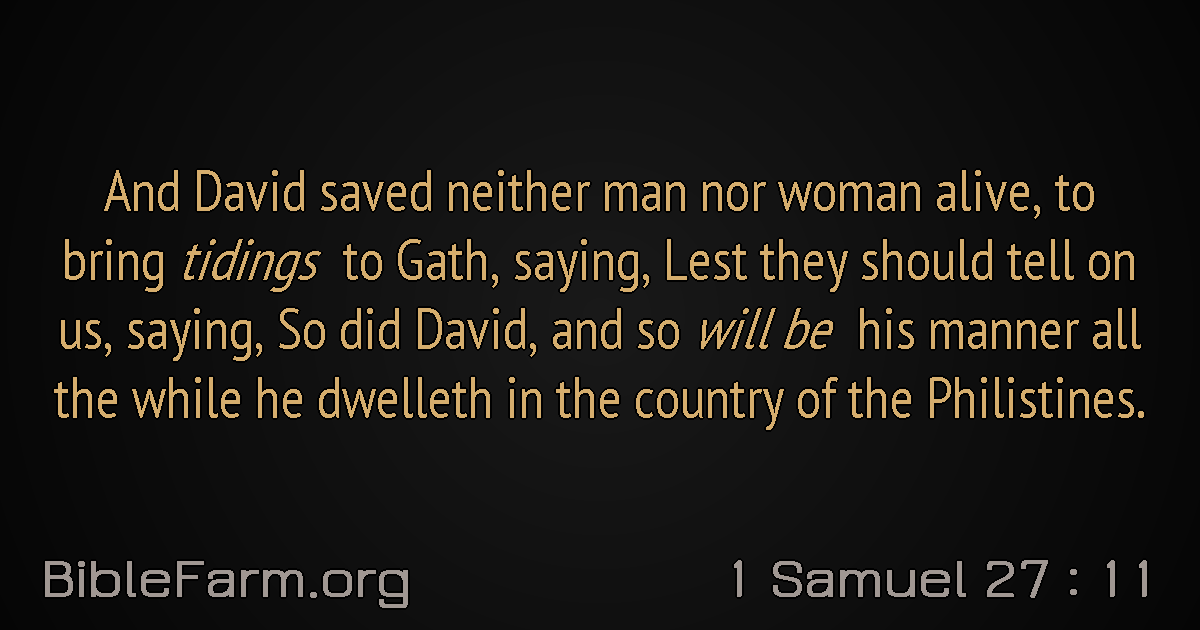 And David saved neither man nor woman alive, to
bring tidings to Gath, saying, Lest they should tell on
us, saying, So did David, and so will be his manner all
the while he dwelleth in the country of the Philistines.
BibleFarm.org
1 Samuel 27 : 11